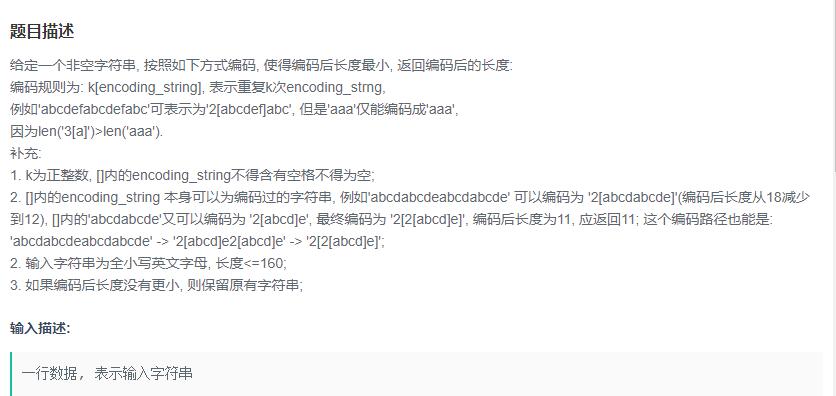 题目描述
给定一个非空字符串, 按照如下方式编码, 使得编码后长度最小, 返回编码后的长度:
编码规则为: k[encoding_string], 表示重复k次encoding_strng,
例如'abcdefabcdefabc'可表示为'2[abcdef]abc', 但是'aaa'仅能编码成'aaa',
因为len('3[a]')>len('aaa').
补充:
1. k为正整数, []内的encoding_string不得含有空格不得为空;
2. []内的encoding_string 本身可以为编码过的字符串, 例如'abcdabcdeabcdabcde' 可以编码为 '2[abcdabcde]'(编码后长度从18减少
到12), []内的'abcdabcde'又可以编码为 '2[abcd]e', 最终编码为 '2[2[abcd]e]', 编码后长度为11, 应返回11; 这个编码路径也能是:
'abcdabcdeabcdabcde' -> '2[abcd]e2[abcd]e' -> '2[2[abcd]e]';
2. 输入字符串为全小写英文字母, 长度<=160;
3. 如果编码后长度没有更小, 则保留原有字符串;
输入描述:
一行数据, 表示输入字符串